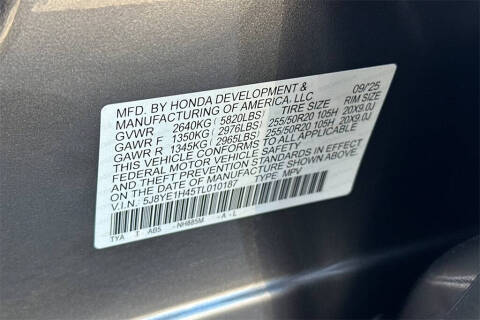 MFD. BY HONDA DEVELOPMENT & 09/25
MANUFACTURING OF AMERICA, LLC
GVWR 2640KG (5820LBS) TIRE SIZE RIM SIZE
GAWR F 1350KG (2976LBS) 255/50R20 105H 20X9.0J
GAWR R 1345KG (2965LBS) 255/50R20 105H 20X9.0J
THIS VEHICLE CONFORMS TO ALL APPLICABLE
FEDERAL MOTOR VEHICLE SAFETY
AND THEFT PREVENTION STANDARDS IN EFFECT
ON THE DATE OF MANUFACTURE SHOWN ABOVE.
V.I.N. 5J8YE1H45TL010187 TYPE: MPV
TYA T AB5 NH885M -A - L